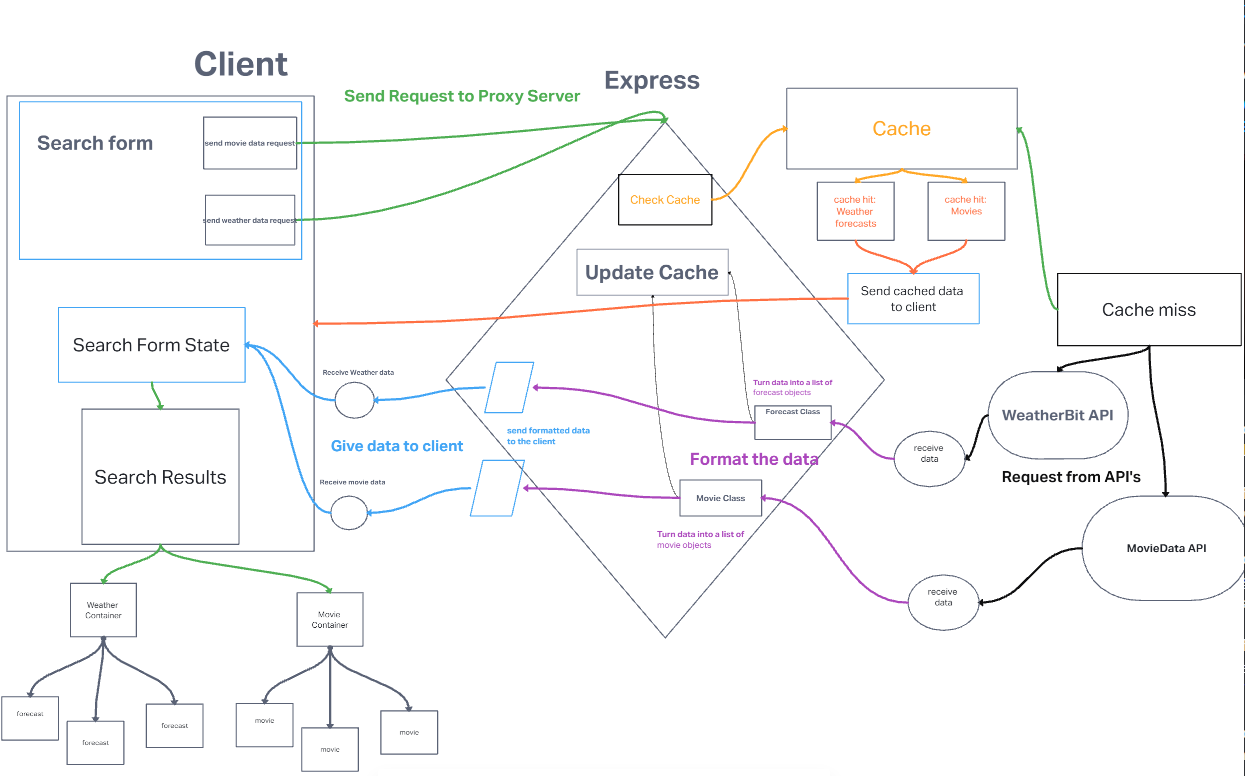 Client
Express
Send Request to Proxy Server
Search form
send movie data request
send weather data request
Check Cache
Cache
cache hit:
Weather
forecasts
cache hit:
Movies
Update Cache
Send cached data
to client
Cache miss
Search Form State
Receive Weather data
Turn data into a list of
forecast objects
Forecast Class
WeatherBit API
send formatted data
to the client
Give data to client
Format the data
receive
data
Request from API's
Search Results
Receive movie data
Movie Class
Turn data into a list of
movie objects
MovieData API
receive
data
Weather
Container
Movie
Container
forecast
forecast
forecast
movie
movie
movie